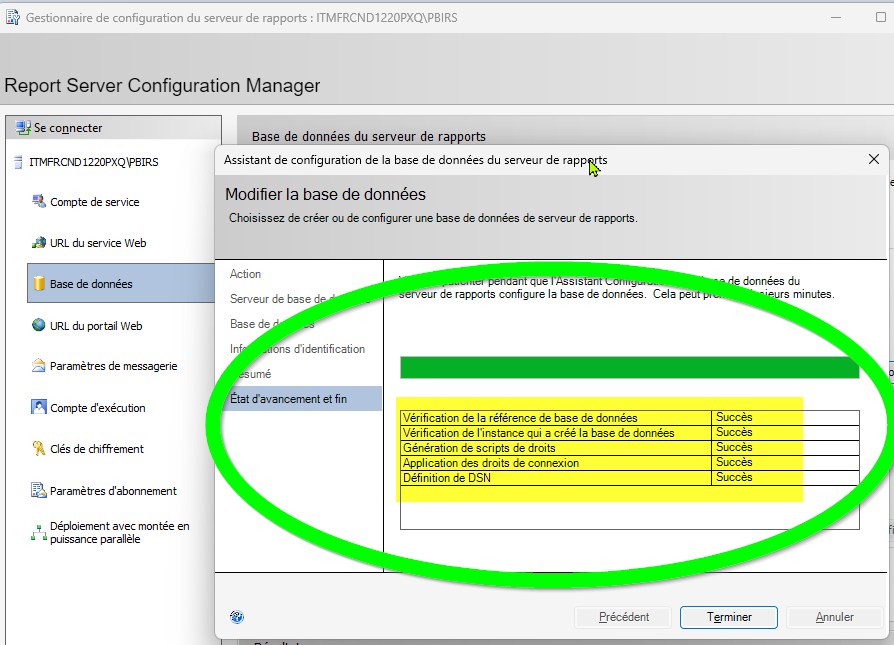 Gestionnaire de configuration du serveur de rapports : ITMFRCND1220PXQ\PBIRS
Report Server Configuration Manager
Se connecter
ITMFRCND1220PXQ\PBIRS
Compte de service
URL du service Web
Base de données
URL du portail Web
Paramètres de messagerie
Compte d'exécution
Clés de chiffrement
Paramètres d'abonnement
Déploiement avec montée en
puissance parallèle
Base de données du serveur de rapports
Assistant de configuration de la base de données du serveur de rapports
Modifier la base de données
Choisissez de créer ou de configurer une base de données de serveur de rapports.
Action
Serveur de base de
Base de
d'identification
État d'avancement et fin
pendant que l'Assistant de données du
serveur de rapports configure la base de données. Cela peut minutes.
Vérification de la référence de base de données Succès
Vérification de l'instance qui a créé la base de données Succès
Génération de scripts de droits Succès
Application des droits de connexion Succès
Définition de DSN Succès
Précédent
Terminer
Annuler